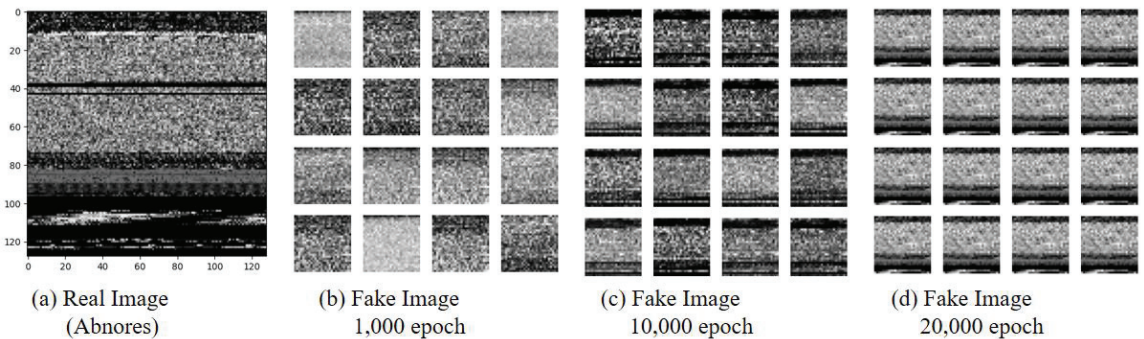 0
20
40
60
80
100
120
0 20 40 60 80 100 120
(a) Real Image
(Abnores)
(b) Fake Image
1,000 epoch
(c) Fake Image
10,000 epoch
(d) Fake Image
20,000 epoch